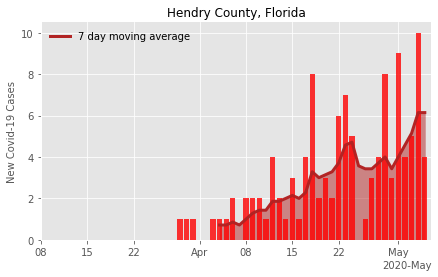 Hendry County, Florida
7 day moving average
New Covid-19 Cases
10
8
6
4
2
0
08 15 22 Apr 08 15 22 May
2020-May